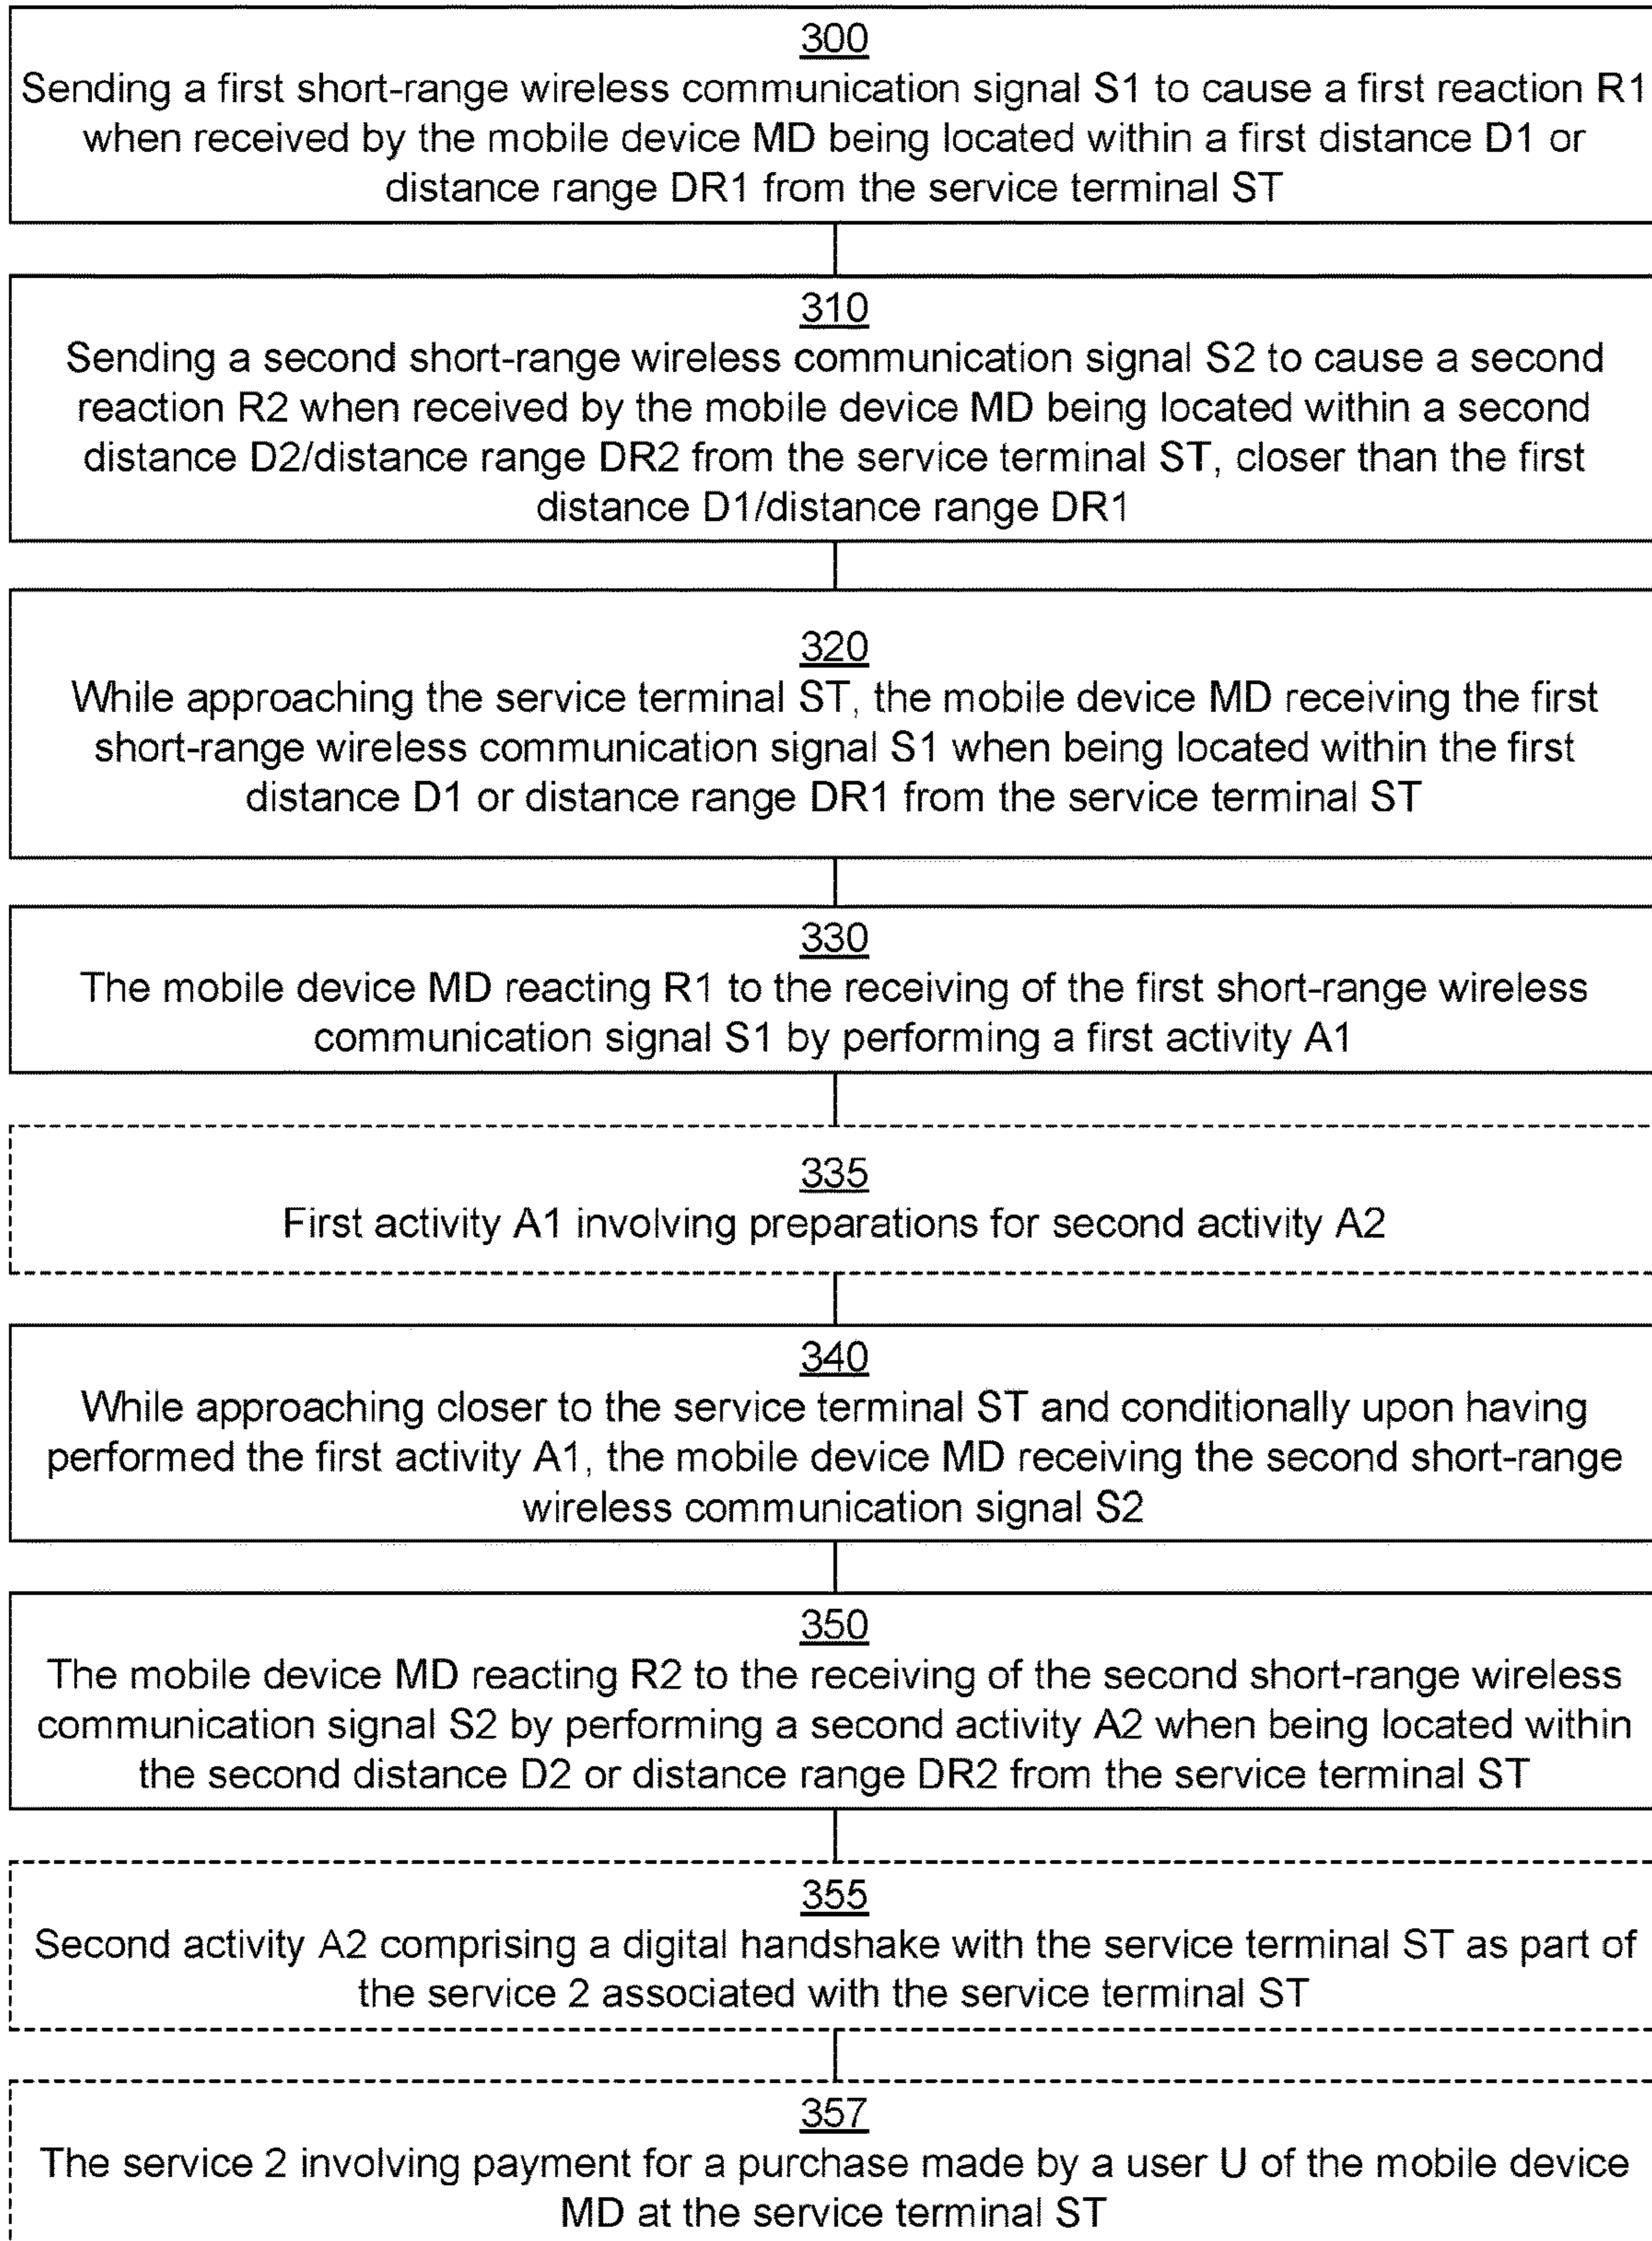 300
Sending a first short-range wireless communication signal S1 to cause a first reaction R1
when received by the mobile device MD being located within a first distance D1 or
distance range DR1 from the service terminal ST
310
Sending a second short-range wireless communication signal S2 to cause a second
reaction R2 when received by the mobile device MD being located within a second
distance D2/distance range DR2 from the service terminal ST, closer than the first
distance D1/distance range DR1
320
While approaching the service terminal ST, the mobile device MD receiving the first
short-range wireless communication signal S1 when being located within the first
distance D1 or distance range DR1 from the service terminal ST
330
The mobile device MD reacting R1 to the receiving of the first short-range wireless
communication signal S1 by performing a first activity A1
335
First activity A1 involving preparations for second activity A2
340
While approaching closer to the service terminal ST and conditionally upon having
performed the first activity A1, the mobile device MD receiving the second short-range
wireless communication signal S2
350
The mobile device MD reacting R2 to the receiving of the second short-range wireless
communication signal S2 by performing a second activity A2 when being located within
the second distance D2 or distance range DR2 from the service terminal ST
355
Second activity A2 comprising a digital handshake with the service terminal ST as part of
the service 2 associated with the service terminal ST
357
The service 2 involving payment for a purchase made by a user U of the mobile device
MD at the service terminal ST